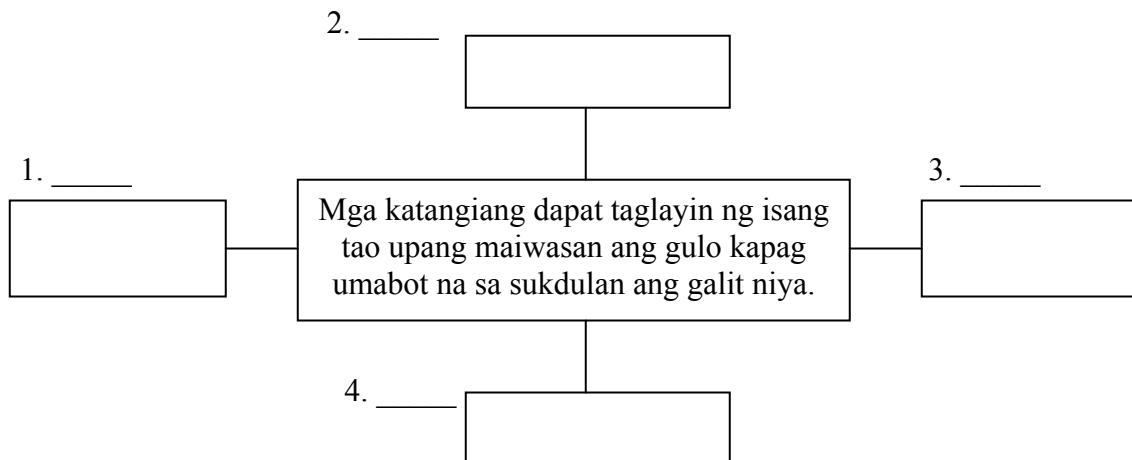 2. _____
1. _____
3. _____
Mga katangiang dapat taglayin ng isang
tao upang maiwasan ang gulo kapag
umabot na sa sukdulan ang galit niya.
4. _____